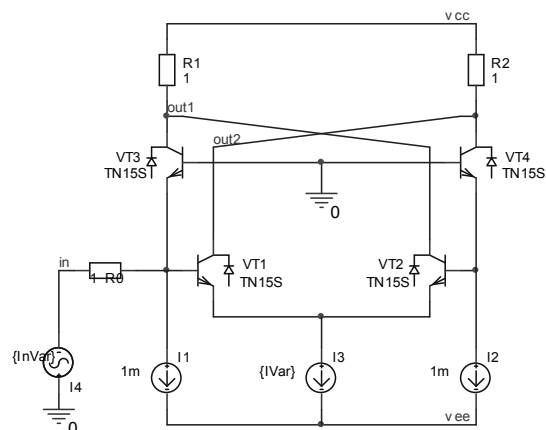 vcc
R1
1
R2
1
out1
out2
VT3
TN15S
VT4
TN15S
0
in
1 R0
VT1
TN15S
VT2
TN15S
{InVar}
I4
0
I1
1m
I3
{IVar}
I2
1m
vee